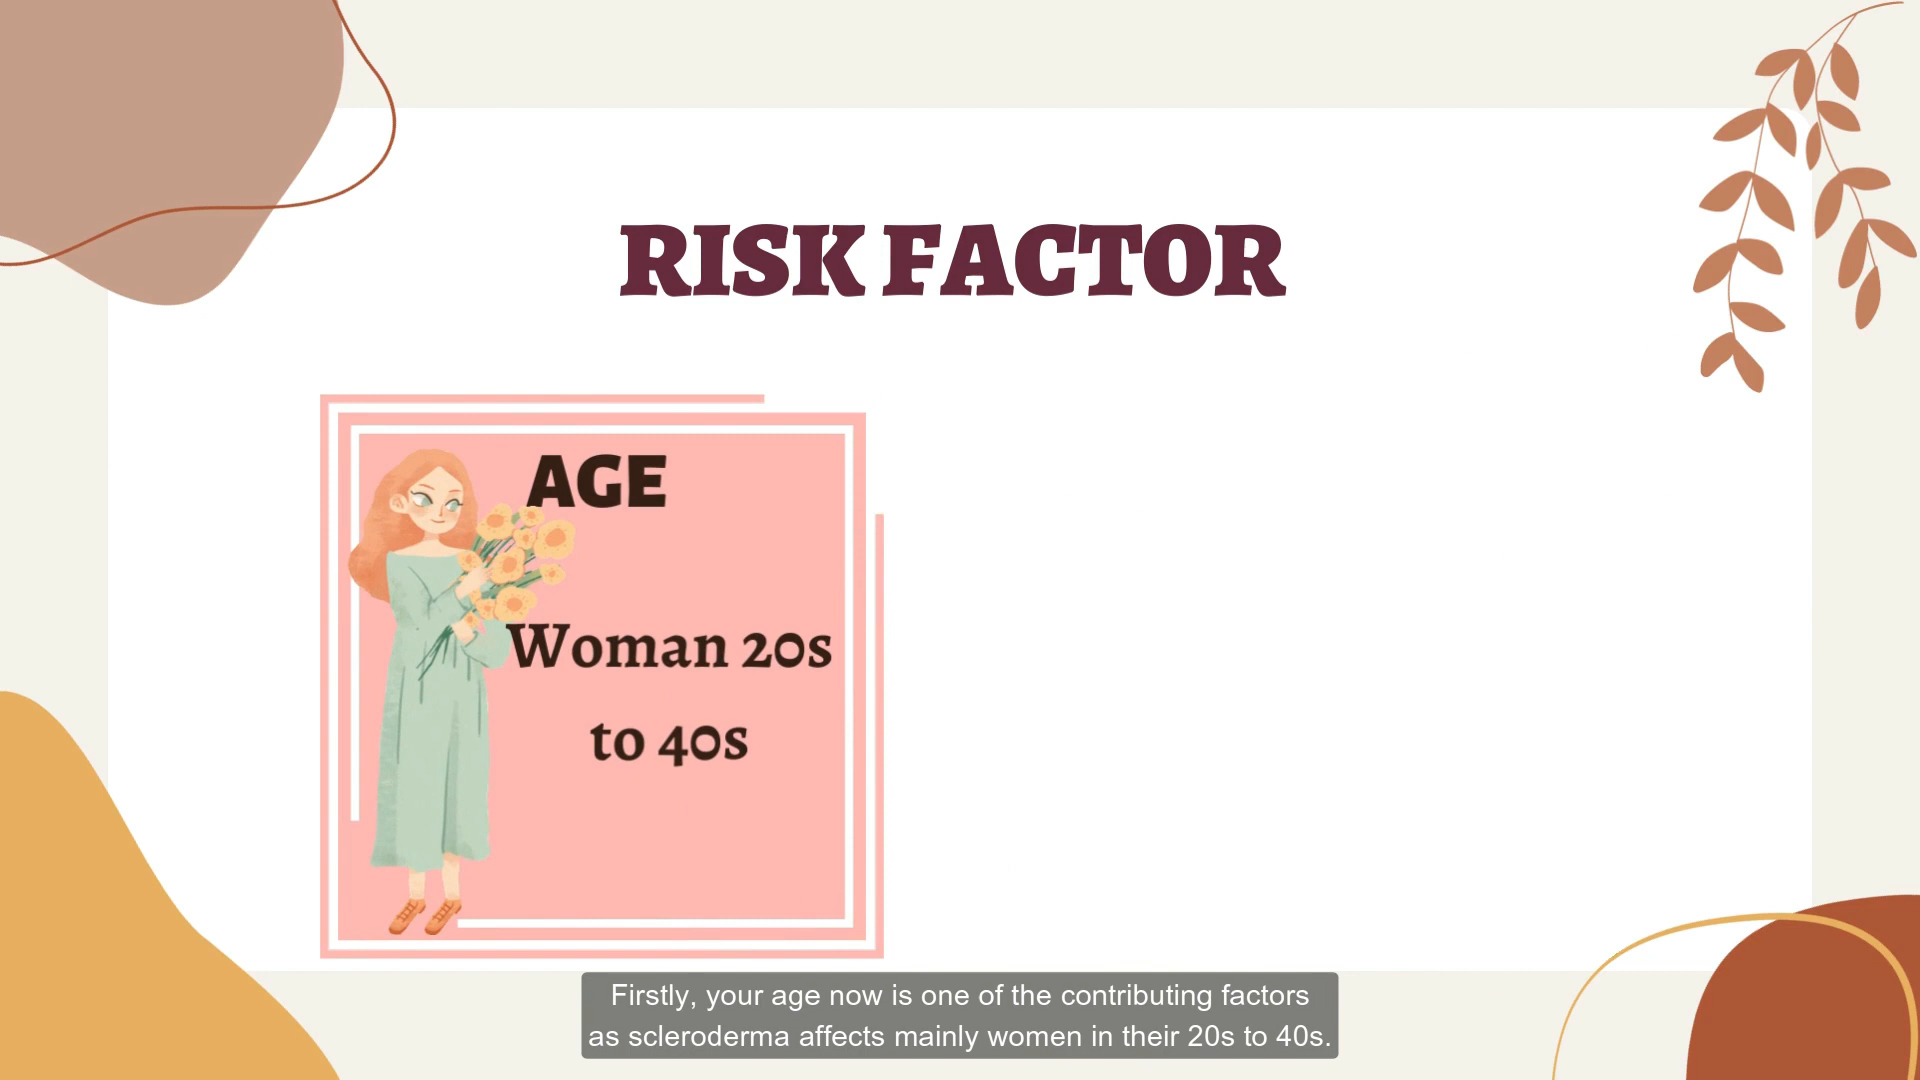 RISK FACTOR
AGE
Woman 20s
to 40s
Firstly, your age now is one of the contributing factors
as scleroderma affects mainly women in their 20s to 40s.